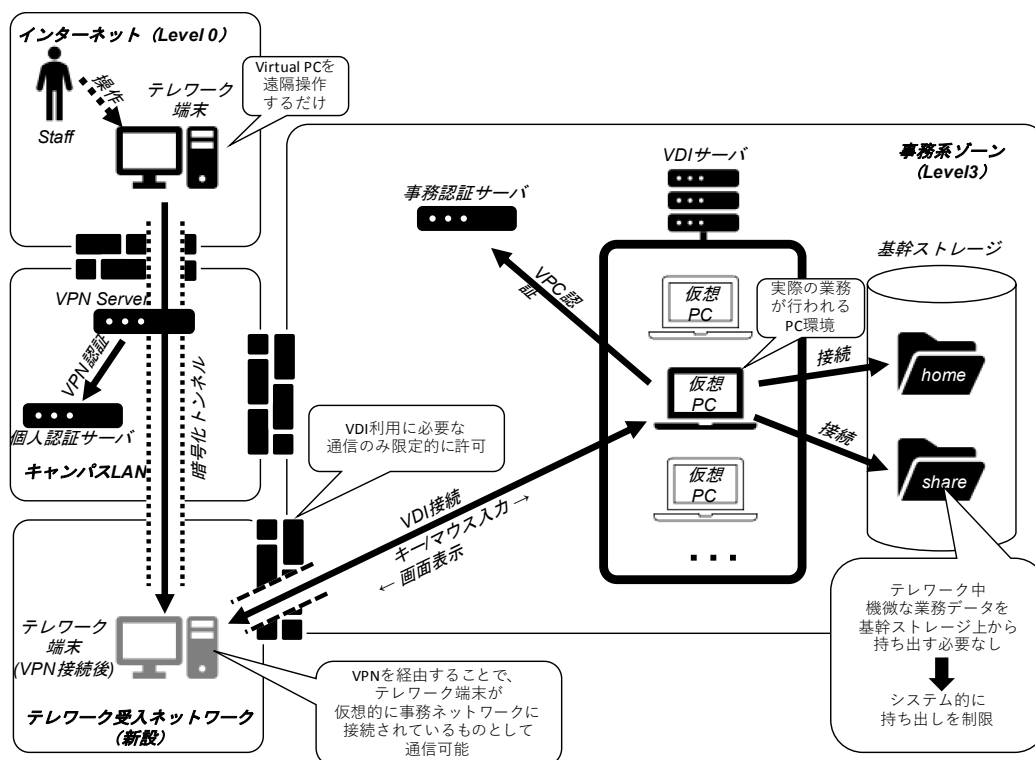 インターネット（Level 0）
操作
Staff
テレワーク
端末
Virtual PCを
遠隔操作
するだけ
VPN Server
VPN認証
個人認証サーバ
キャンパスLAN
暗号化トンネル
テレワーク
端末
(VPN接続後)
テレワーク受入ネットワーク
（新設）
VPNを経由することで、
テレワーク端末が
仮想的に事務ネットワークに
接続されているものとして
通信可能
VDI利用に必要な
通信のみ限定的に許可
VDI接続
キー/マウス入力 →
← 画面表示
事務系ゾーン
（Level3）
VDIサーバ
事務認証サーバ
VPC認
証
仮想
PC
仮想
PC
仮想
PC
・・・
実際の業務
が行われる
PC環境
基幹ストレージ
接続
home
接続
share
テレワーク中
機微な業務データを
基幹ストレージ上から
持ち出す必要なし
システム的に
持ち出しを制限